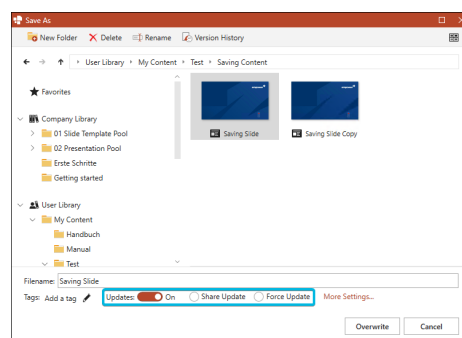 Save As
New Folder Delete Rename Version History
User Library My Content Test Saving Content
Favorites
Company Library
01 Slide Template Pool
02 Presentation Pool
Erste Schritte
Getting started
User Library
My Content
Handbuch
Manual
Test
Saving Slide
Saving Slide Copy
Filename: Saving Slide
Tags: Add a tag Updates: On Share Update Force Update More Settings...
Overwrite Cancel